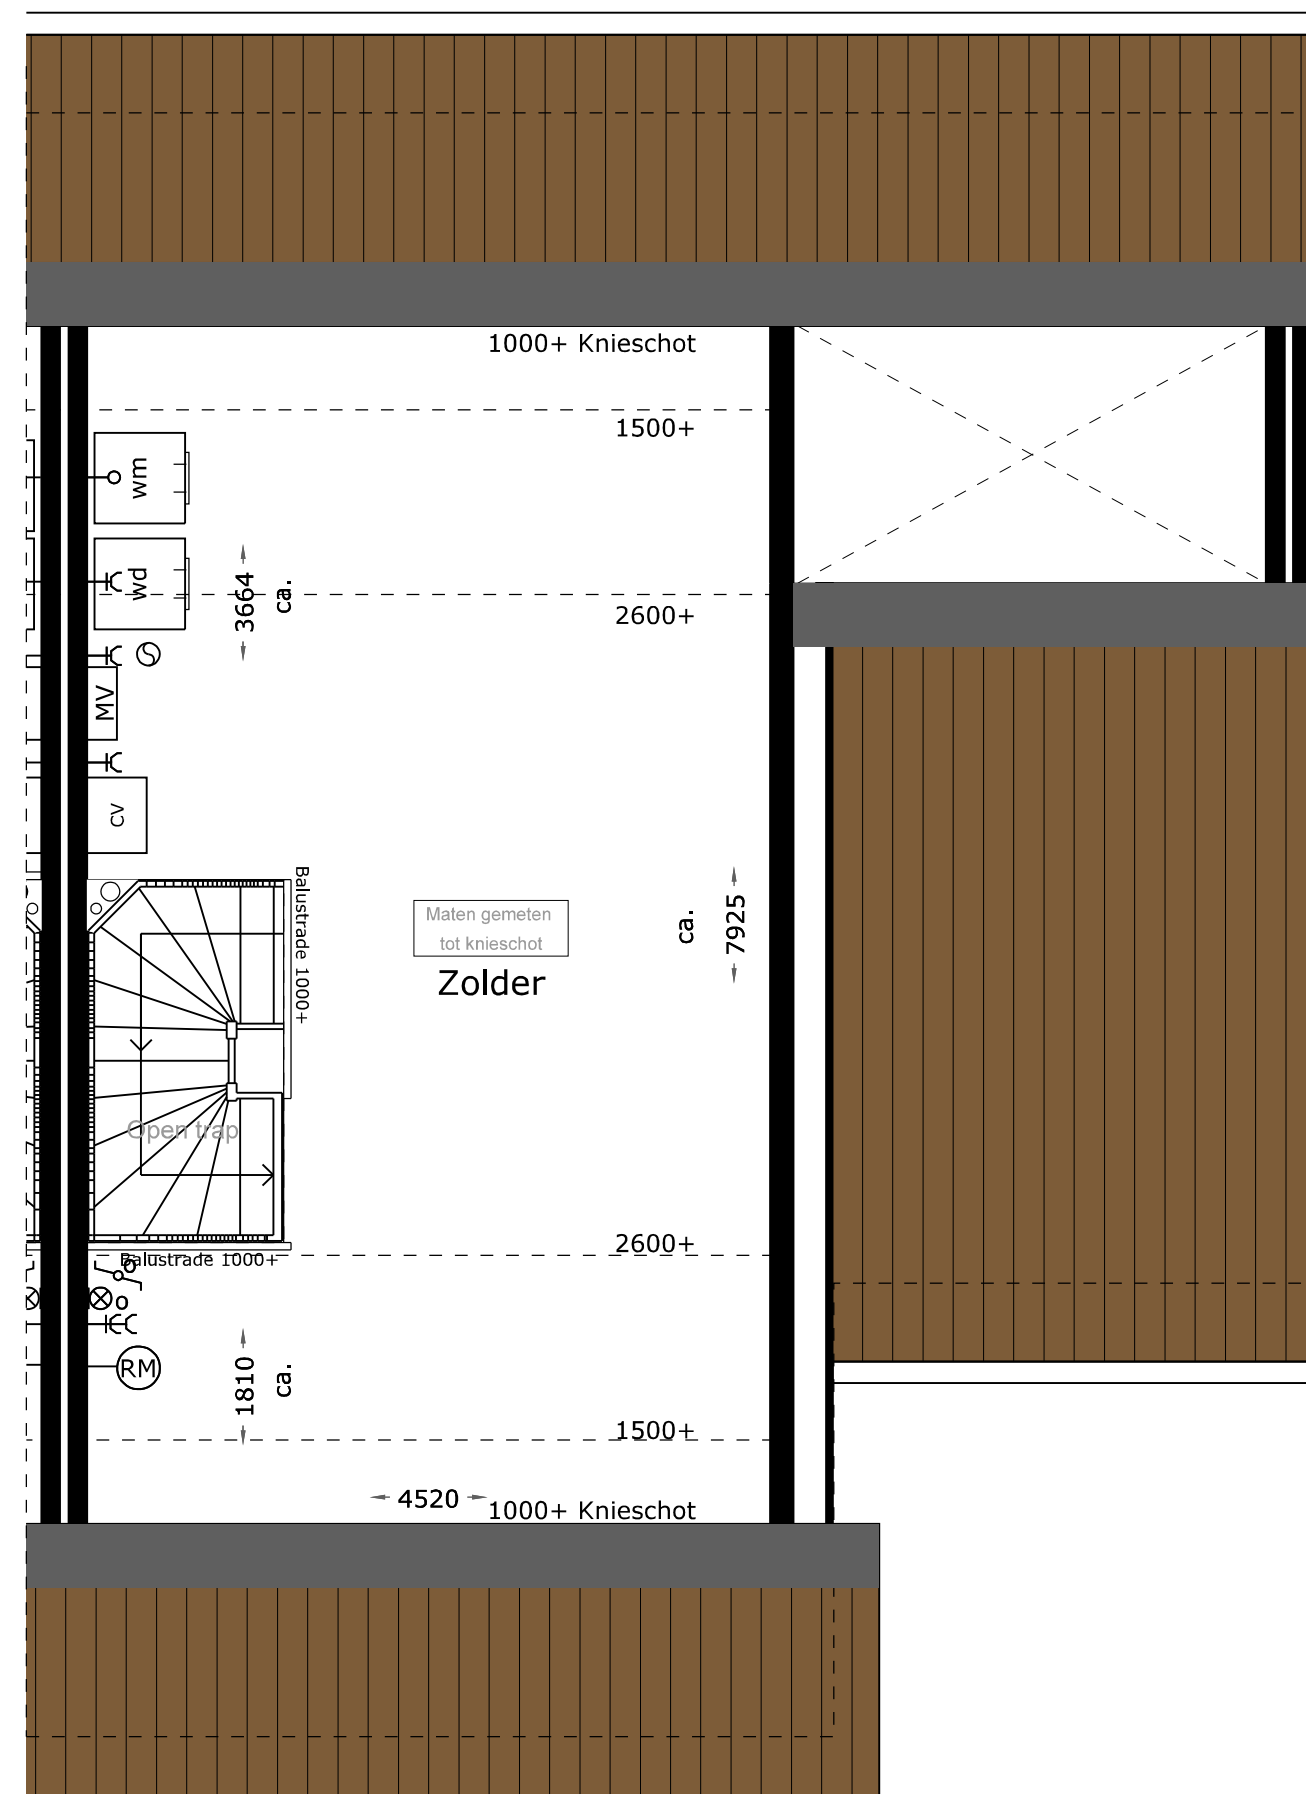 1000+ Knieschot
1500+
wm
wd
3664
ca.
2600+
MV
CV
Balustrade 1000+
Maten gemeten
tot knieschot
Zolder
ca.
7925
Open trap
2600+
Balustrade 1000+
RM
1810
ca.
1500+
4520
1000+ Knieschot